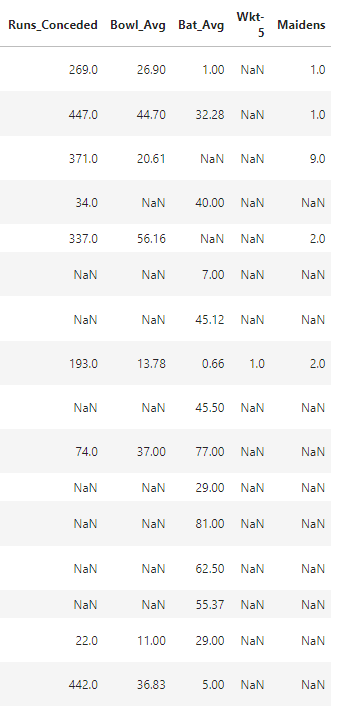 Runs_Conceded Bowl_Avg Bat_Avg Wkt-5 Maidens
269.0 26.90 1.00 NaN 1.0
447.0 44.70 32.28 NaN 1.0
371.0 20.61 NaN NaN 9.0
34.0 NaN 40.00 NaN NaN
337.0 56.16 NaN NaN 2.0
NaN NaN 7.00 NaN NaN
NaN NaN 45.12 NaN NaN
193.0 13.78 0.66 1.0 2.0
NaN NaN 45.50 NaN NaN
74.0 37.00 77.00 NaN NaN
NaN NaN 29.00 NaN NaN
NaN NaN 81.00 NaN NaN
NaN NaN 62.50 NaN NaN
NaN NaN 55.37 NaN NaN
22.0 11.00 29.00 NaN NaN
442.0 36.83 5.00 NaN NaN